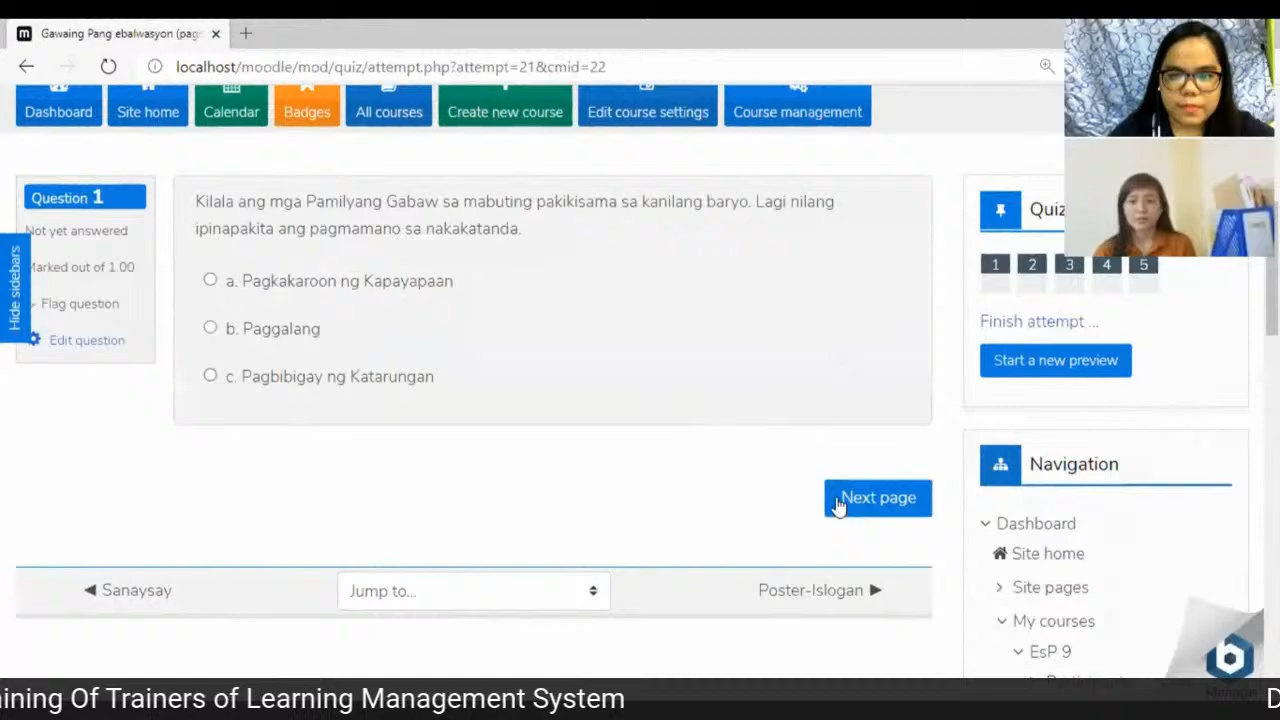 Gawaing Pang ebalwasyon (pag
localhost/moodle/mod/quiz/attempt.php?attempt=21&cmid=22
Dashboard
Site home
Calendar
Badges
All courses
Create new course
Edit course settings
Course management
Hide sidebars
Question 1
Not yet answered
Marked out of 1.00
Flag question
Edit question
Kilala ang mga Pamilyang Gabaw sa mabuting pakikisama sa kanilang baryo. Lagi nilang
ipinapakita ang pagmamano sa nakakatanda.
a. Pagkakaroon ng Kapayapaan
b. Paggalang
c. Pagbibigay ng Katarungan
Next page
◄ Sanaysay
Jump to...
Poster-Islogan ►
Quiz
1 2 3 4 5
Finish attempt ...
Start a new preview
Navigation
Dashboard
Site home
Site pages
My courses
EsP 9
aining Of Trainers of Learning Management System
D